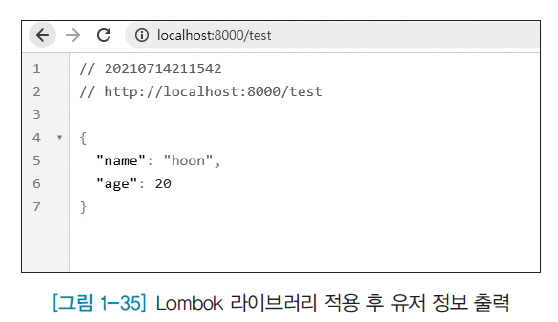 localhost:8000/test
1 // 20210714211542
2 // http://localhost:8000/test
3
4 {
5 "name": "hoon",
6 "age": 20
7 }
[그림 1-35] Lombok 라이브러리 적용 후 유저 정보 출력